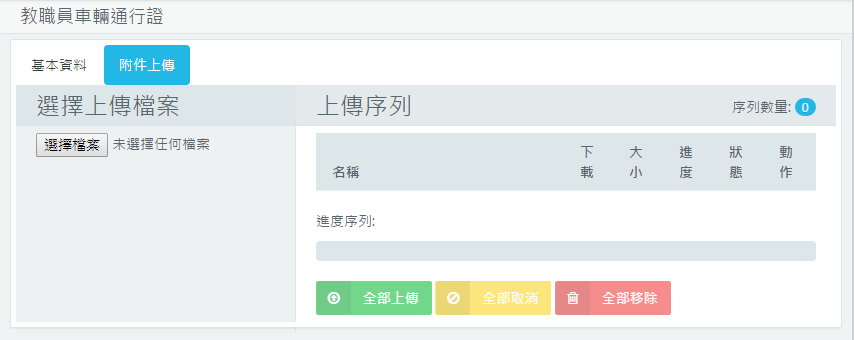 教職員車輛通行證
基本資料 附件上傳
選擇上傳檔案
選擇檔案 未選擇任何檔案
上傳序列 序列數量: 0
名稱 下載 大小 進度 狀態 動作
進度序列:
全部上傳 全部取消 全部移除